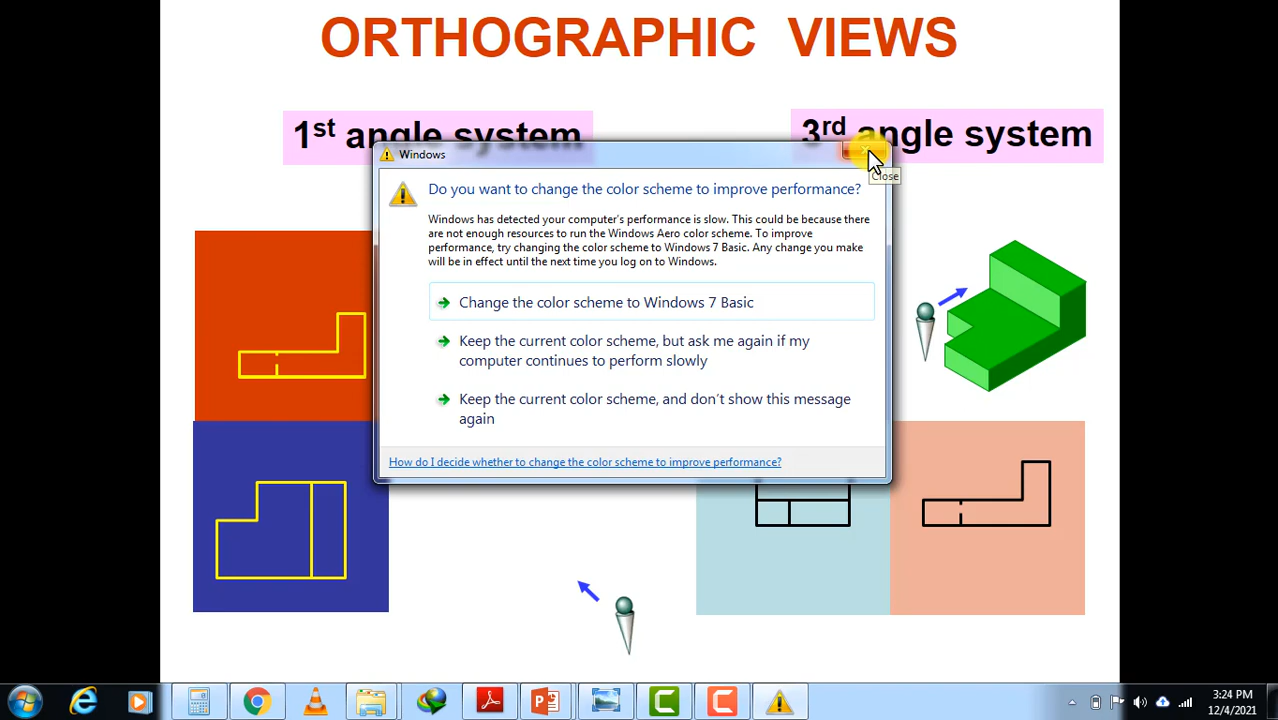 ORTHOGRAPHIC VIEWS
1st angle system
3rd angle system
Windows
Close
Do you want to change the color scheme to improve performance?
Windows has detected your computer's performance is slow. This could be because there
are not enough resources to run the Windows Aero color scheme. To improve
performance, try changing the color scheme to Windows 7 Basic. Any change you make
will be in effect until the next time you log on to Windows.
Change the color scheme to Windows 7 Basic
Keep the current color scheme, but ask me again if my
computer continues to perform slowly
Keep the current color scheme, and don't show this message
again
How do I decide whether to change the color scheme to improve performance?
3:24 PM
12/4/2021